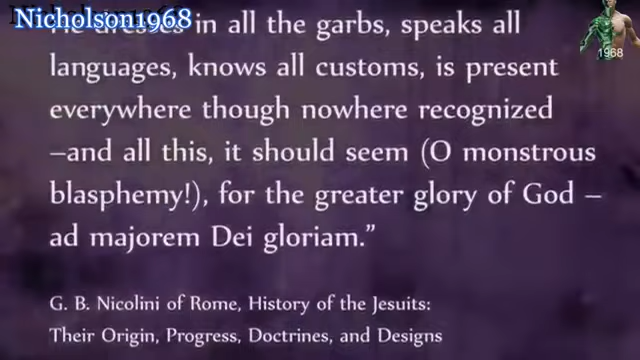 Nicholson1968
in all the garbs, speaks all
1968
languages, knows all customs, is present
everywhere though nowhere recognized
–and all this, it should seem (O monstrous
blasphemy!), for the greater glory of God –
ad majorem Dei gloriam.”
G. B. Nicolini of Rome, History of the Jesuits:
Their Origin, Progress, Doctrines, and Designs